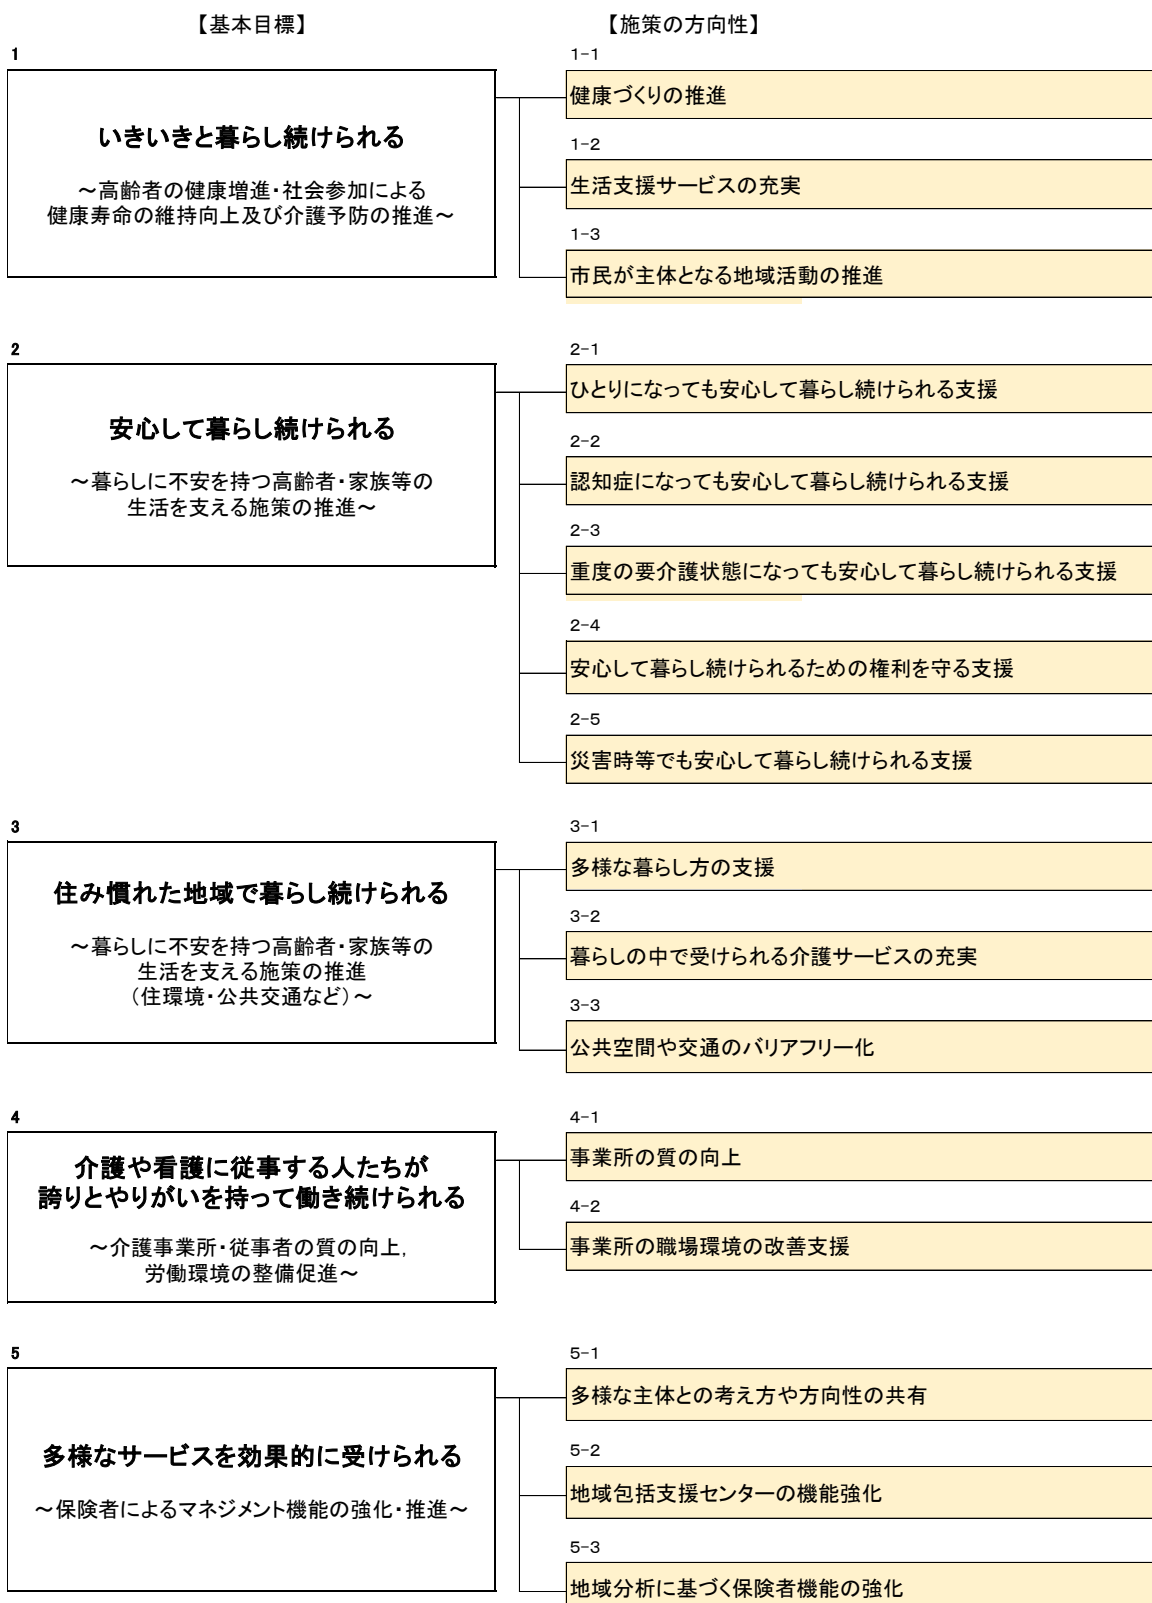 【基本目標】
【施策の方向性】
1
いきいきと暮らし続けられる
～高齢者の健康増進・社会参加による
健康寿命の維持向上及び介護予防の推進～
1-1
健康づくりの推進
1-2
生活支援サービスの充実
1-3
市民が主体となる地域活動の推進
2
安心して暮らし続けられる
～暮らしに不安を持つ高齢者・家族等の
生活を支える施策の推進～
2-1
ひとりになっても安心して暮らし続けられる支援
2-2
認知症になっても安心して暮らし続けられる支援
2-3
重度の要介護状態になっても安心して暮らし続けられる支援
2-4
安心して暮らし続けられるための権利を守る支援
2-5
災害時等でも安心して暮らし続けられる支援
3
住み慣れた地域で暮らし続けられる
～暮らしに不安を持つ高齢者・家族等の
生活を支える施策の推進
（住環境・公共交通など）～
3-1
多様な暮らし方の支援
3-2
暮らしの中で受けられる介護サービスの充実
3-3
公共空間や交通のバリアフリー化
4
介護や看護に従事する人たちが
誇りとやりがいを持って働き続けられる
～介護事業所・従事者の質の向上，
労働環境の整備促進～
4-1
事業所の質の向上
4-2
事業所の職場環境の改善支援
5
多様なサービスを効果的に受けられる
～保険者によるマネジメント機能の強化・推進～
5-1
多様な主体との考え方や方向性の共有
5-2
地域包括支援センターの機能強化
5-3
地域分析に基づく保険者機能の強化